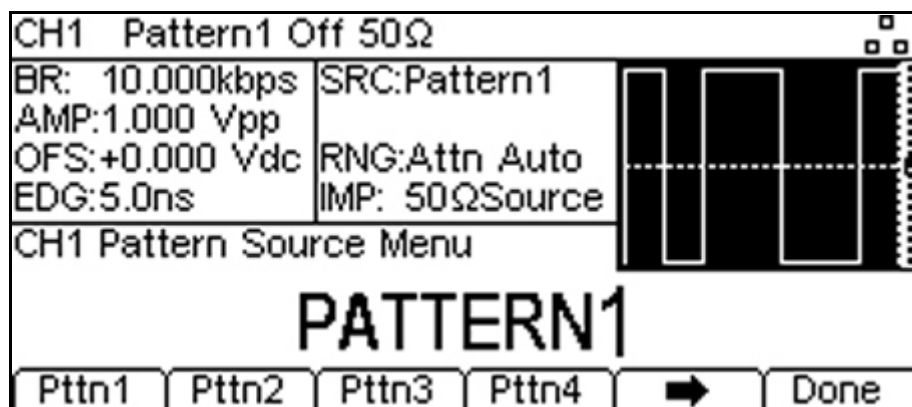 CH1 Pattern1 Off 50Ω
BR: 10.000kbps
AMP:1.000 Vpp
OFS:+0.000 Vdc
EDG:5.0ns
SRC:Pattern1
RNG:Attn Auto
IMP: 50ΩSource
CH1 Pattern Source Menu
PATTERN1
Pttn1 Pttn2 Pttn3 Pttn4 Done